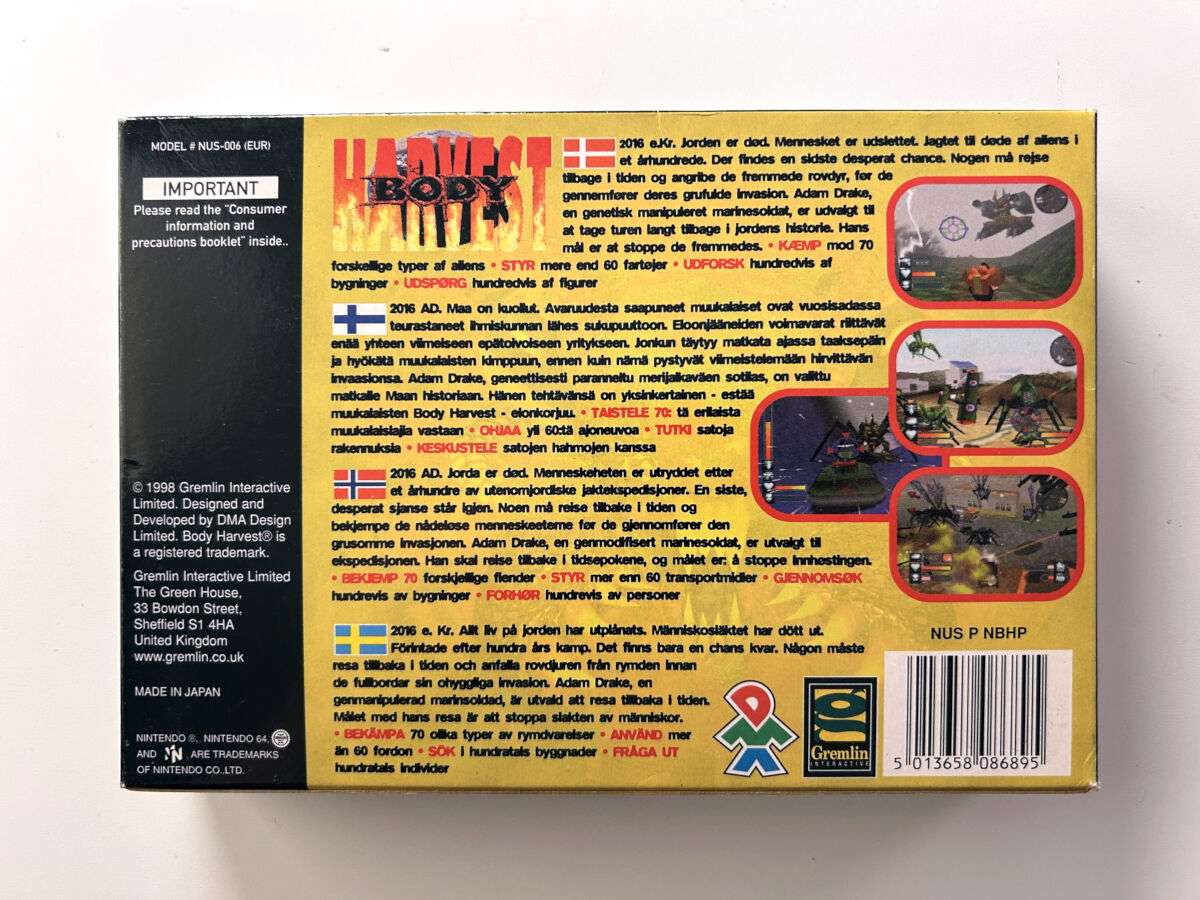 MODEL # NUS-006 (EUR)
IMPORTANT
Please read the "Consumer
information and
precautions booklet" inside..
© 1998 Gremlin Interactive
Limited. Designed and
Developed by DMA Design
Limited. Body Harvest® is
a registered trademark.
Gremlin Interactive Limited
The Green House,
33 Bowdon Street,
Sheffield S1 4HA
United Kingdom
www.gremlin.co.uk
MADE IN JAPAN
NINTENDO ®, NINTENDO 64,
AND N, ARE TRADEMARKS
OF NINTENDO CO.,LTD.
HARVEST
BODY
2016 e.Kr. Jorden er død. Mennesket er udslettet. Jagtet til døde af aliens i
et århundrede. Der findes en sidste desperat chance. Nogen må rejse
tilbage i tiden og angribe de fremmede rovdyr, før de
gennemfører deres grufulde invasion. Adam Drake,
en genetisk manipuleret marinesoldat, er udvalgt til
at tage turen langt tilbage i jordens historie. Hans
mål er at stoppe de fremmedes. • KÆMP mod 70
forskellige typer af aliens • STYR mere end 60 fartøjer • UDFORSK hundredvis af
bygninger • UDSPØRG hundredvis af figurer
2016 AD. Maa on kuollut. Avaruudesta saapuneet muukalaiset ovat vuosisadassa
teurastaneet ihmiskunnan lähes sukupuuttoon. Eloonjääneiden voimavarat riittävät
enää yhteen viimeiseen epätoivoiseen yritykseen. Jonkun täytyy matkata ajassa taaksepäin
ja hyökätä muukalaisten kimppuun, ennen kuin nämä pystyvät viimeistelemään hirvittävän
invaasionsa. Adam Drake, geneettisesti paranneltu merijalkaväen sotilas, on valittu
matkalle Maan historiaan. Hänen tehtävänsä on yksinkertainen - estää
muukalaisten Body Harvest - elonkorjuu. • TAISTELE 70: tä erilaista
muukalaislajia vastaan • OHJAA yli 60:tä ajoneuvoa • TUTKI satoja
rakennuksia • KESKUSTELE satojen hahmojen kanssa
2016 AD. Jorda er død. Menneskeheten er utryddet etter
et århundre av utenomjordiske jaktekspedisjoner. En siste,
desperat sjanse står igjen. Noen må reise tilbake i tiden og
bekjempe de nådeløse menneskeeterne før de gjennomfører den
grusomme invasjonen. Adam Drake, en genmodifisert marinesoldat, er utvalgt til
ekspedisjonen. Han skal reise tilbake i tidsepokene, og målet er: å stoppe innhøstingen.
• BEKJEMP 70 forskjellige fiender • STYR mer enn 60 transportmidler • GJENNOMSØK
hundrevis av bygninger • FORHØR hundrevis av personer
2016 e. Kr. Allt liv på jorden har utplånats. Människosläktet har dött ut.
Förintade efter hundra års kamp. Det finns bara en chans kvar. Någon måste
resa tillbaka i tiden och anfalla rovdjuren från rymden innan
de fullbordar sin ohyggliga invasion. Adam Drake, en
genmanipulerad marinsoldad, är utvald att resa tillbaka i tiden.
Målet med hans resa är att stoppa slakten av människor.
• BEKÄMPA 70 olika typer av rymdvarelser • ANVÄND mer
än 60 fordon • SÖK i hundratals byggnader • FRÅGA UT
hundratals individer
NUS P NBHP
DMA
g
Gremlin
INTERACTIVE
5 013658 086895